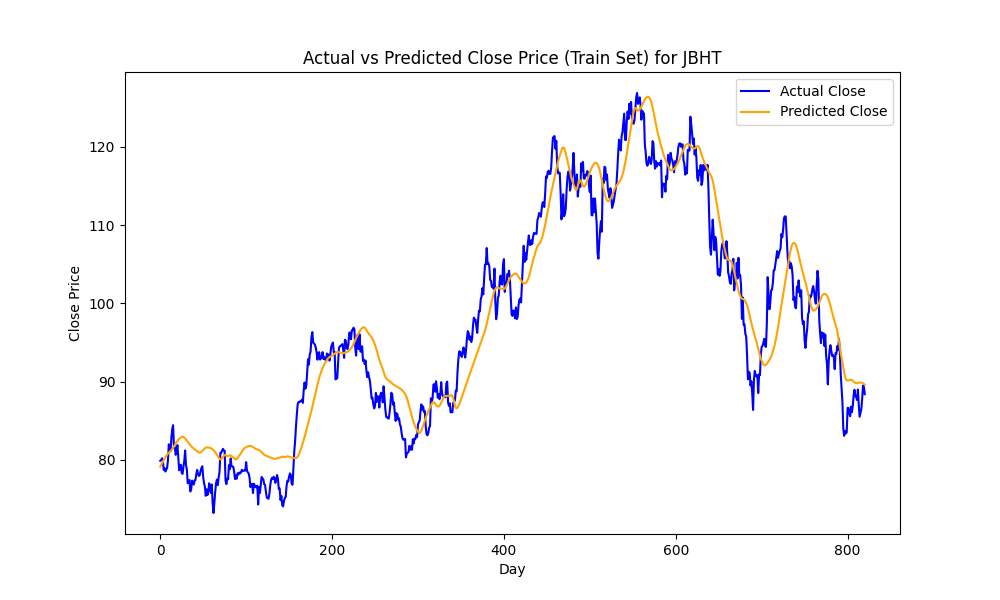 Actual vs Predicted Close Price (Train Set) for JBHT
Actual Close
Predicted Close
Close Price
120
110
100
90
80
0 200 400 600 800
Day